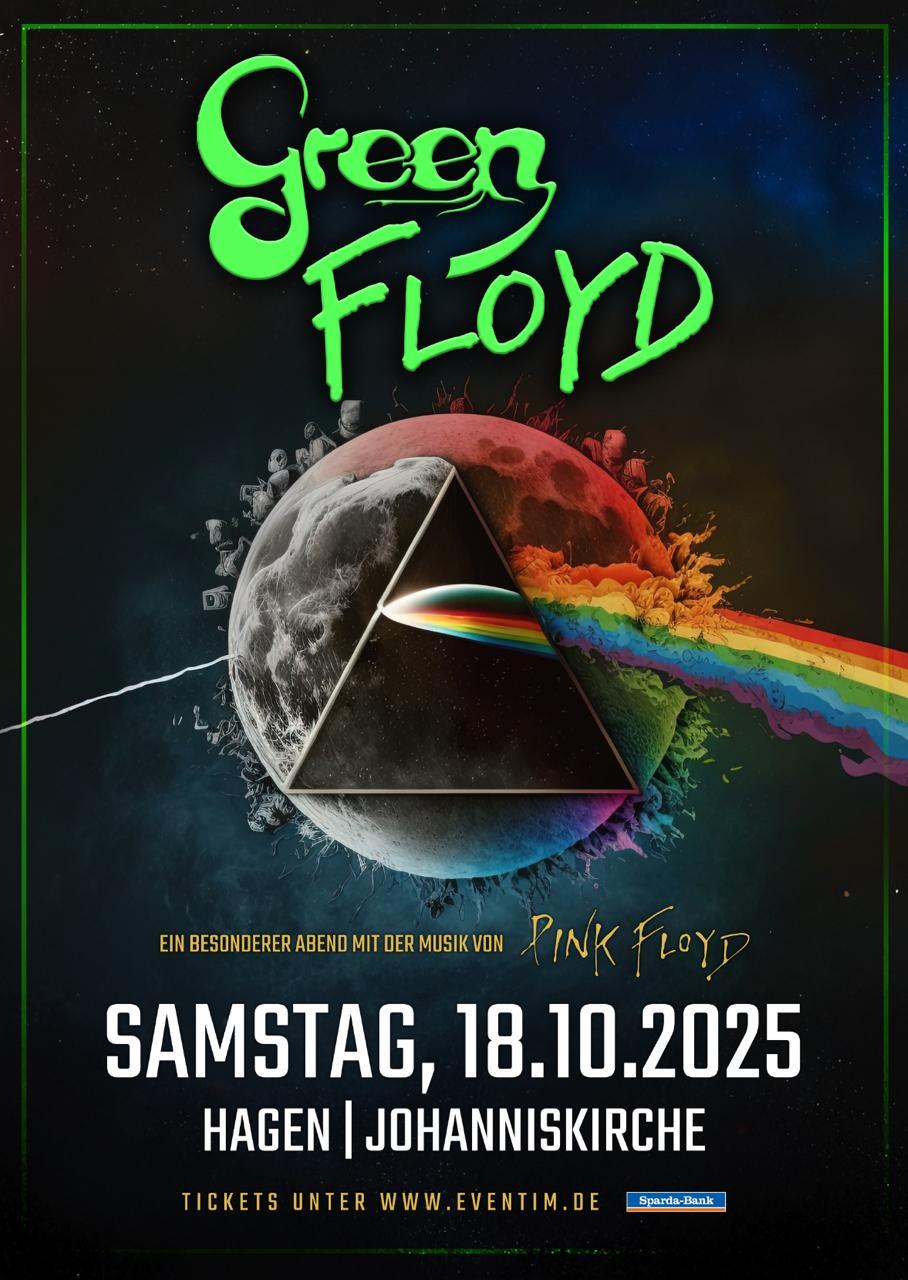 Green
FLOYD
EIN BESONDERER ABEND MIT DER MUSIK VON PINK FLOYD
SAMSTAG, 18.10.2025
HAGEN | JOHANNISKIRCHE
TICKETS UNTER WWW.EVENTIM.DE Sparda-Bank